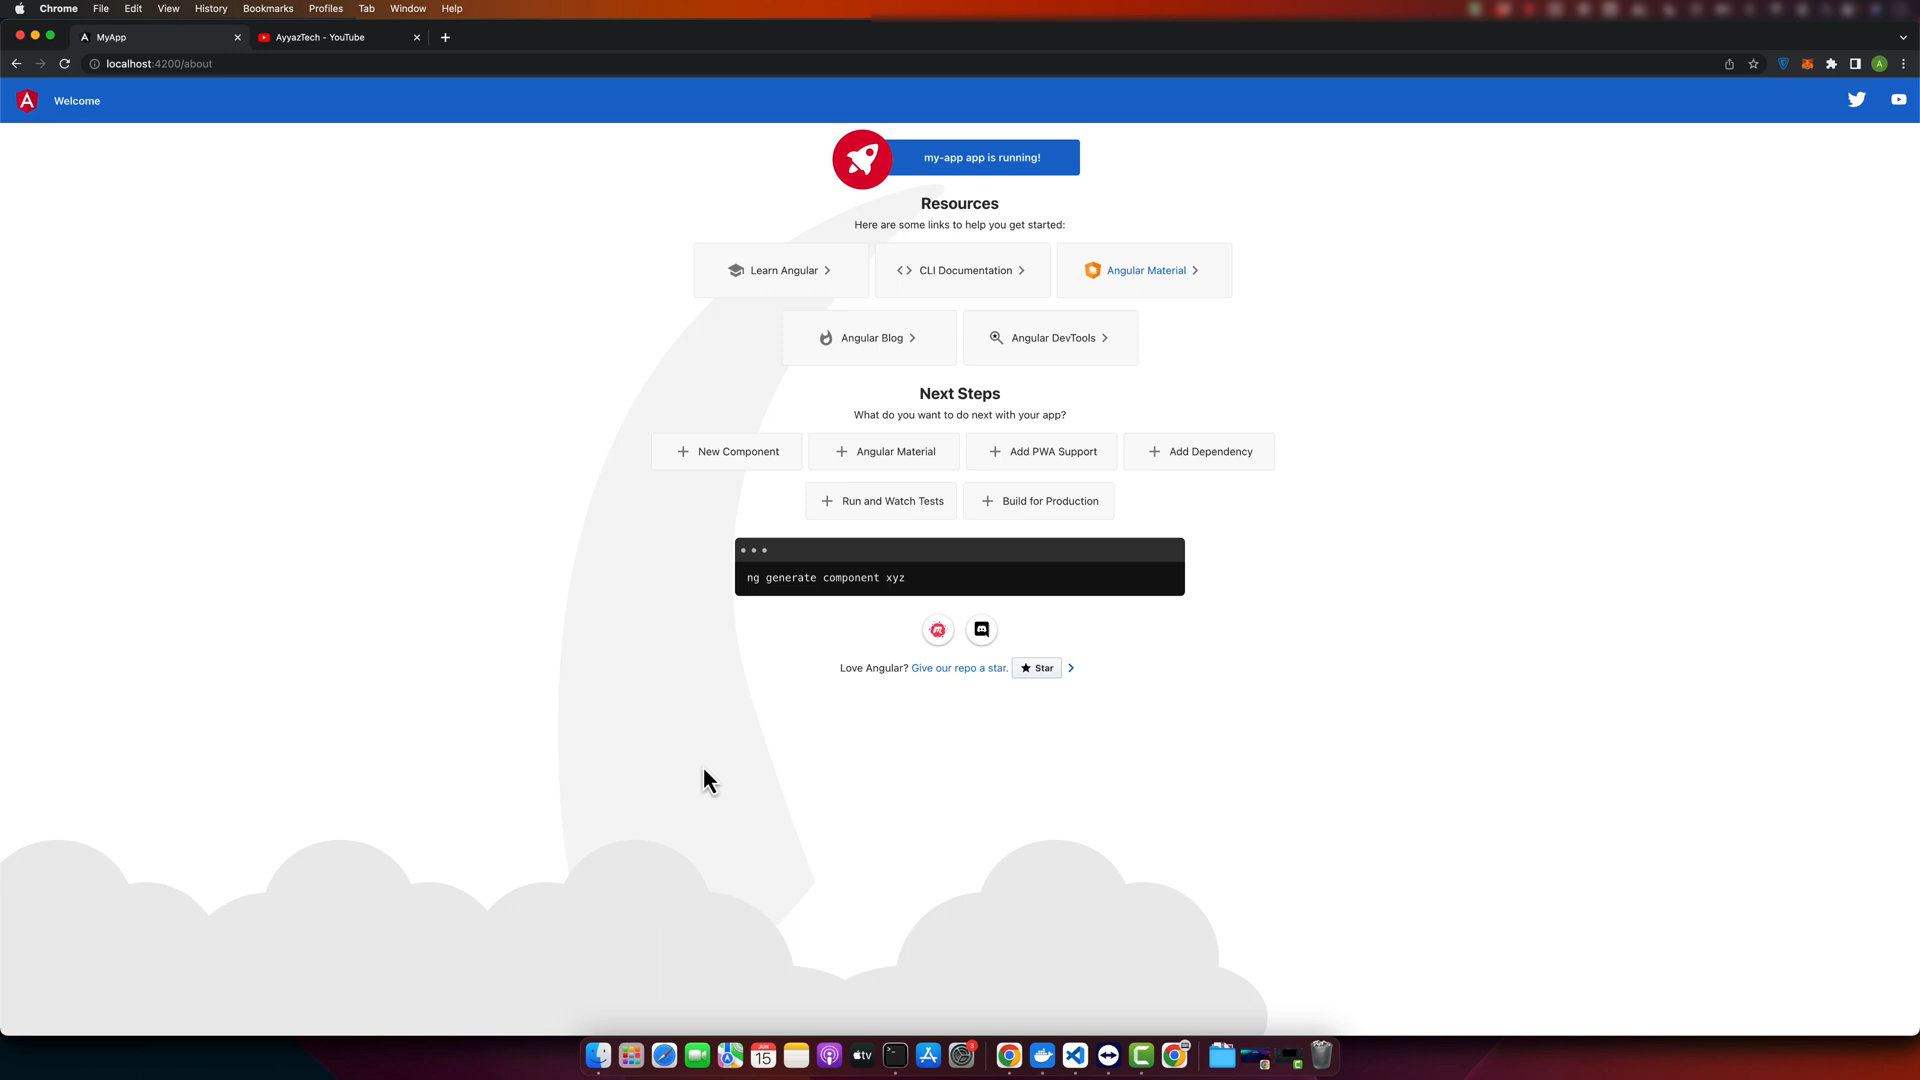 Chrome File Edit View History Bookmarks Profiles Tab Window Help
MyApp AyyazTech - YouTube
localhost:4200/about
A
Welcome
my-app app is running!
Resources
Here are some links to help you get started:
Learn Angular CLI Documentation Angular Material
Angular Blog Angular DevTools
Next Steps
What do you want to do next with your app?
New Component Angular Material Add PWA Support Add Dependency
Run and Watch Tests Build for Production
ng generate component xyz
Love Angular? Give our repo a star. Star
JUN
15
tv
3